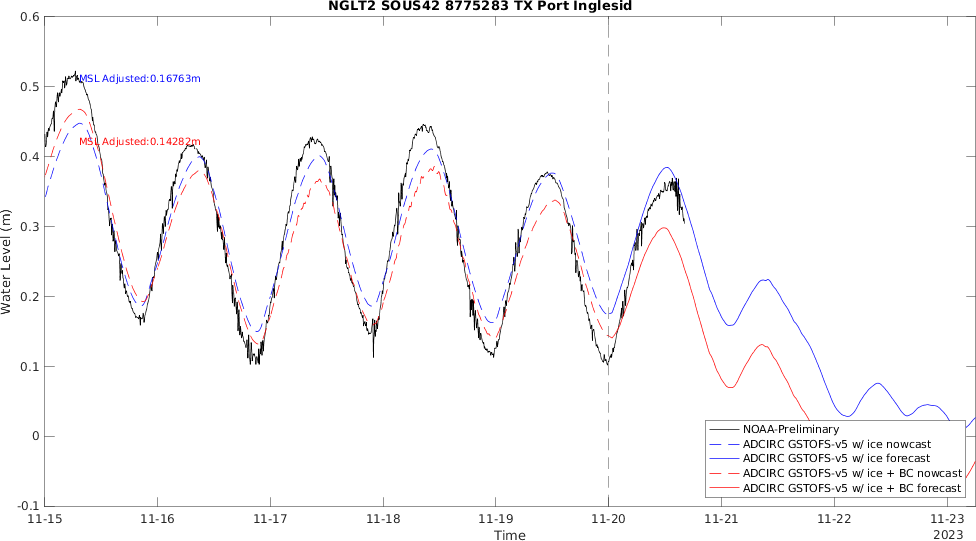 NGLT2 SOUS42 8775283 TX Port Inglesid
0.6
0.5
0.4
0.3
0.2
0.1
0
-0.1
Water Level (m)
MSL Adjusted:0.16763m
MSL Adjusted:0.14282m
NOAA-Preliminary
ADCIRC GSTOFS-v5 w/ ice nowcast
ADCIRC GSTOFS-v5 w/ ice forecast
ADCIRC GSTOFS-v5 w/ ice + BC nowcast
ADCIRC GSTOFS-v5 w/ ice + BC forecast
11-15 11-16 11-17 11-18 11-19 11-20 11-21 11-22 11-23
Time
2023